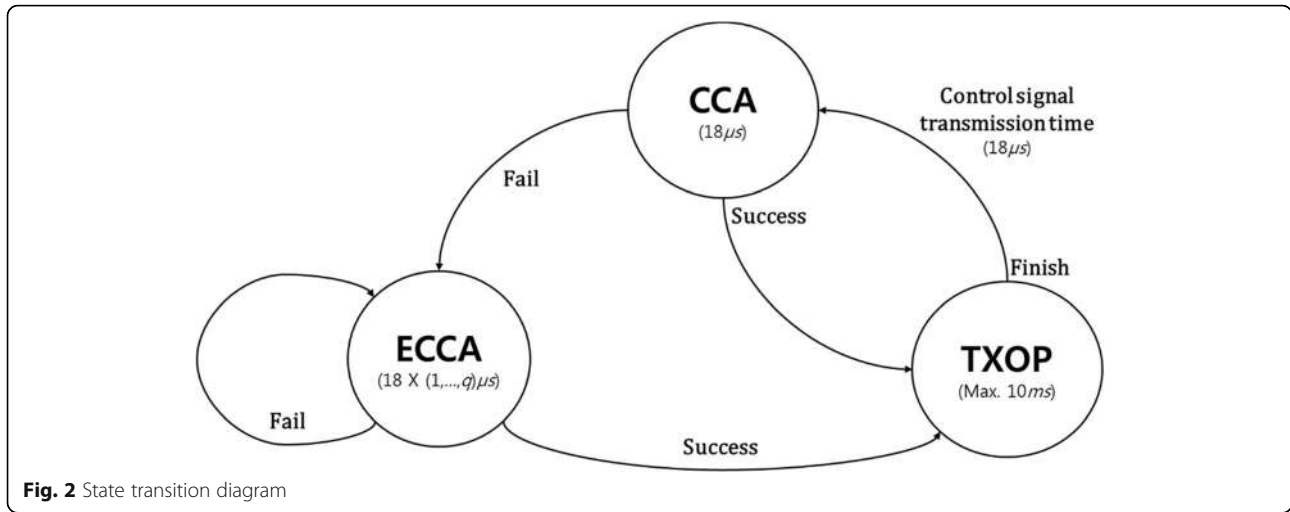 CCA
(18μs)
Control signal
transmission time
(18μs)
Fail
Success
Finish
ECCA
(18 X (1,...,q)μs)
TXOP
(Max. 10ms)
Fail
Success
Fig. 2 State transition diagram